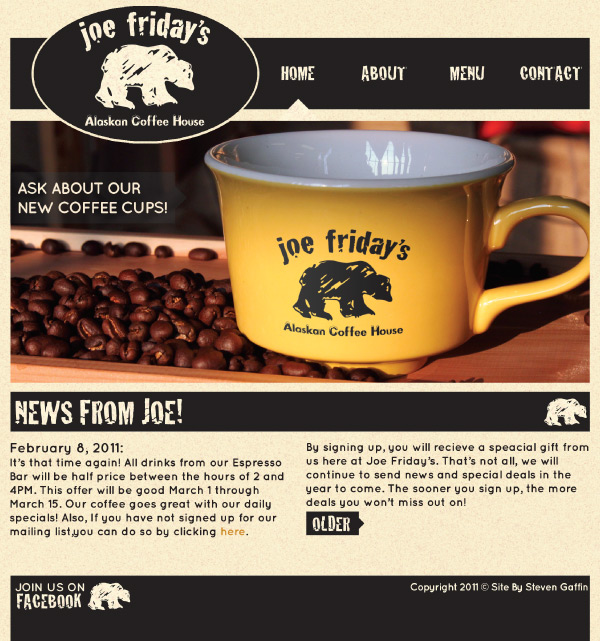 joe friday's
Alaskan Coffee House
HOME ABOUT MENU CONTACT
ASK ABOUT OUR
NEW COFFEE CUPS!
joe friday's
Alaskan Coffee House
NEWS FROM JOE!
February 8, 2011:
It's that time again! All drinks from our Espresso
Bar will be half price between the hours of 2 and
4PM. This offer will be good March 1 through
March 15. Our coffee goes great with our daily
specials! Also, If you have not signed up for our
mailing list,you can do so by clicking here.
By signing up, you will recieve a speacial gift from
us here at Joe Friday's. That's not all, we will
continue to send news and special deals in the
year to come. The sooner you sign up, the more
deals you won't miss out on!
OLDER
JOIN US ON
FACEBOOK
Copyright 2011 © Site By Steven Gaffin